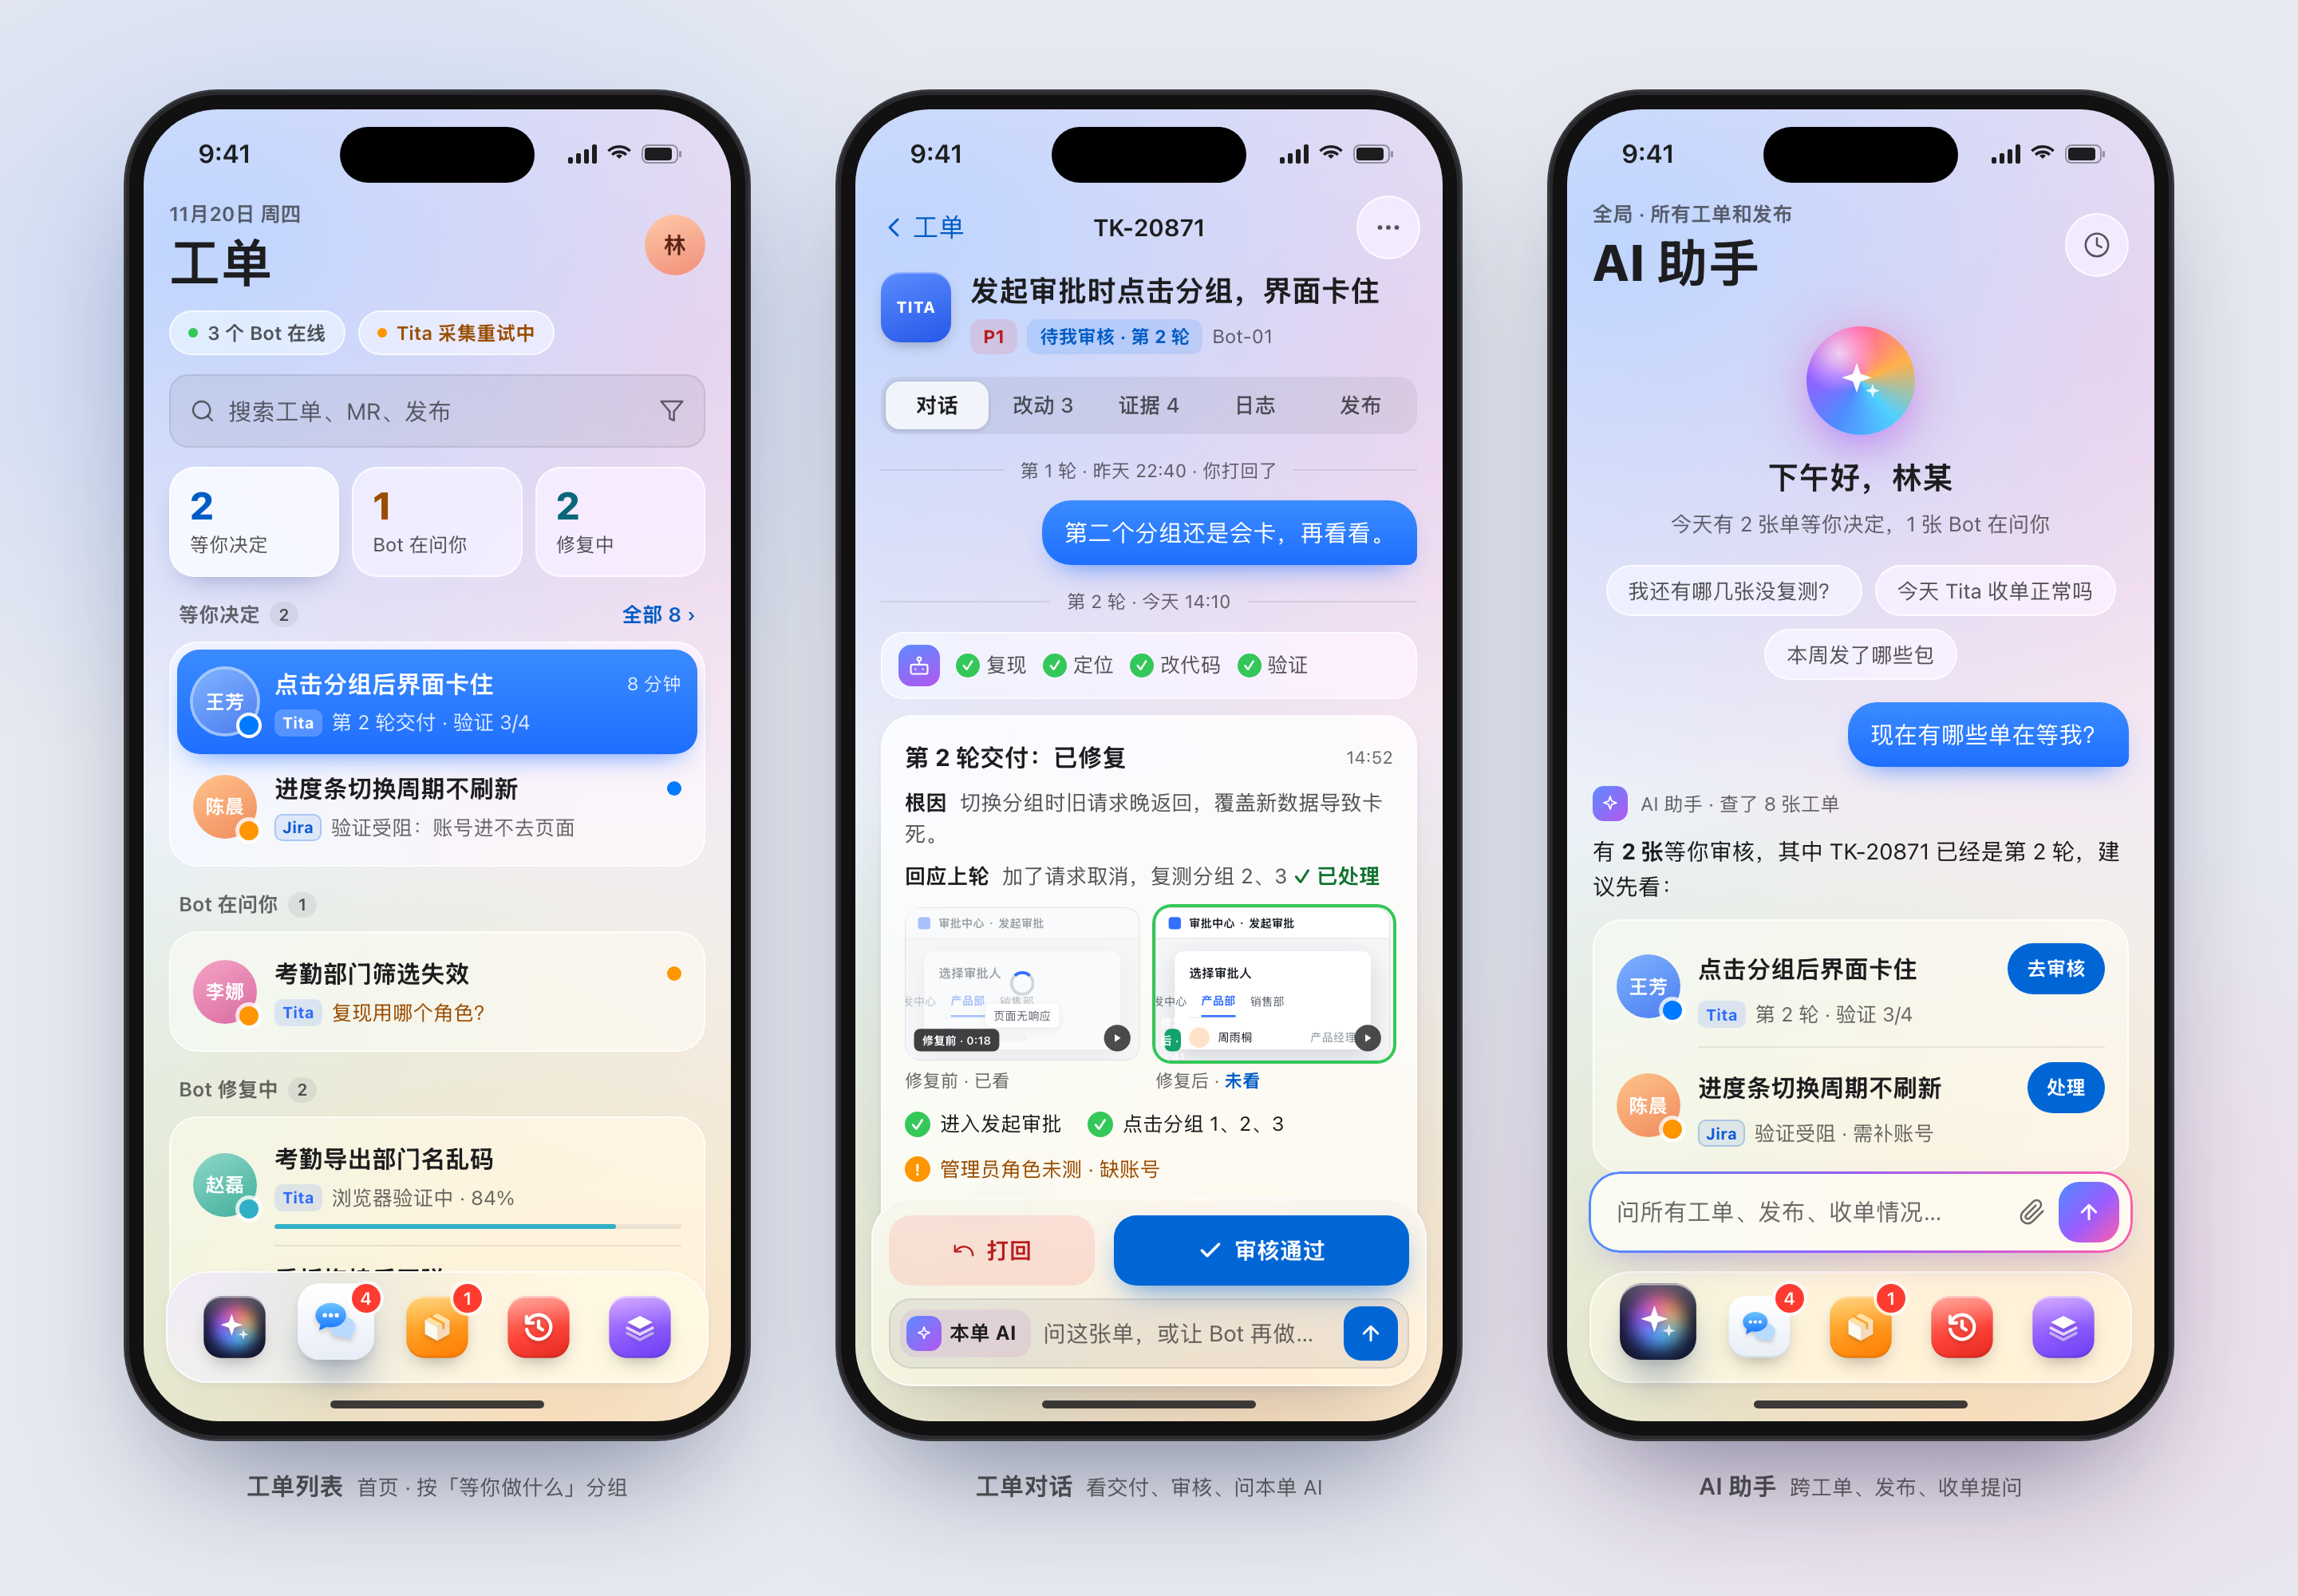 9:41
11月20日 周四
工单
林
3 个 Bot 在线
Tita 采集重试中
搜索工单、MR、发布
2
等你决定
1
Bot 在问你
2
修复中
等你决定 2
全部 8 ›
王芳
点击分组后界面卡住
8 分钟
Tita 第 2 轮交付 · 验证 3/4
陈晨
进度条切换周期不刷新
Jira 验证受阻：账号进不去页面
Bot 在问你 1
李娜
考勤部门筛选失效
Tita 复现用哪个角色?
Bot 修复中 2
赵磊
考勤导出部门名乱码
Tita 浏览器验证中 · 84%
4
1
工单列表 首页 · 按「等你做什么」分组
9:41
工单
TK-20871
TITA
发起审批时点击分组，界面卡住
P1
待我审核 · 第 2 轮
Bot-01
对话
改动 3
证据 4
日志
发布
第 1 轮 · 昨天 22:40 · 你打回了
第二个分组还是会卡，再看看。
第 2 轮 · 今天 14:10
复现
定位
改代码
验证
第 2 轮交付：已修复
14:52
根因 切换分组时旧请求晚返回，覆盖新数据导致卡
死。
回应上轮 加了请求取消，复测分组 2、3 ✓ 已处理
审批中心 · 发起审批
选择审批人
发中心 产品部 销售部
页面无响应
修复前 · 0:18
审批中心 · 发起审批
选择审批人
发中心 产品部 销售部
后 ·
周雨桐
产品经理
修复前 · 已看
修复后 · 未看
进入发起审批
点击分组 1、2、3
管理员角色未测 · 缺账号
打回
审核通过
本单 AI
问这张单，或让 Bot 再做...
工单对话 看交付、审核、问本单 AI
9:41
全局 · 所有工单和发布
AI 助手
下午好，林某
今天有 2 张单等你决定，1 张 Bot 在问你
我还有哪几张没复测?
今天 Tita 收单正常吗
本周发了哪些包
现在有哪些单在等我?
AI 助手 · 查了 8 张工单
有 2 张等你审核，其中 TK-20871 已经是第 2 轮，建
议先看：
王芳
点击分组后界面卡住
去审核
Tita 第 2 轮 · 验证 3/4
陈晨
进度条切换周期不刷新
处理
Jira 验证受阻 · 需补账号
问所有工单、发布、收单情况...
4
1
AI 助手 跨工单、发布、收单提问